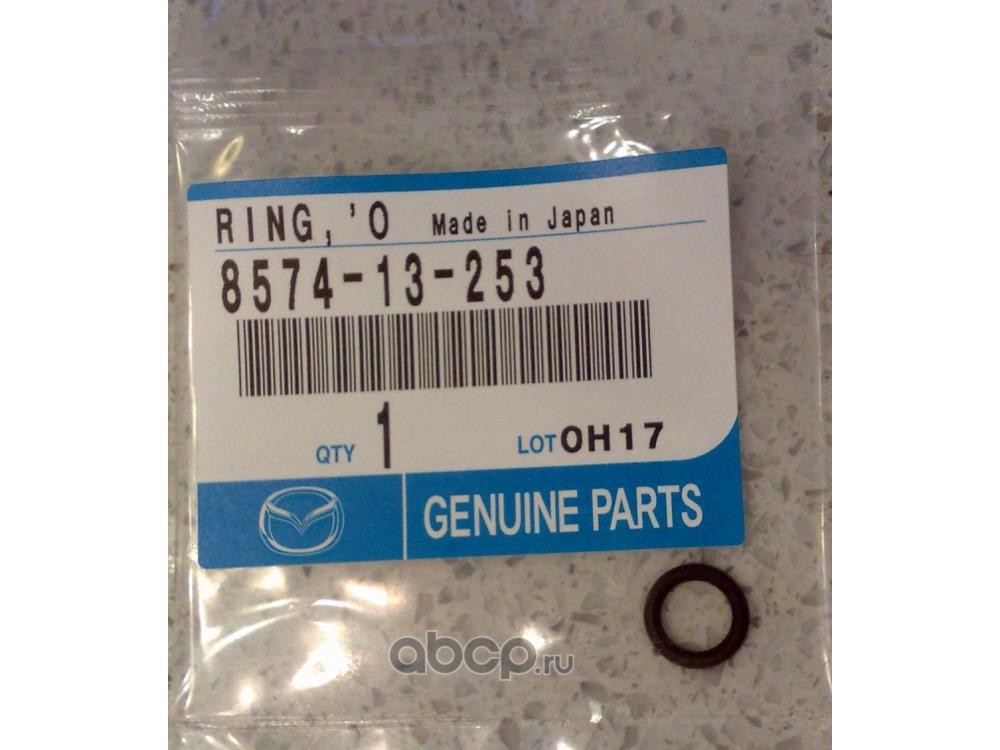 RING, 'O Made in Japan
8574-13-253
QTY 1 LOT OH17
GENUINE PARTS
abcp.ru